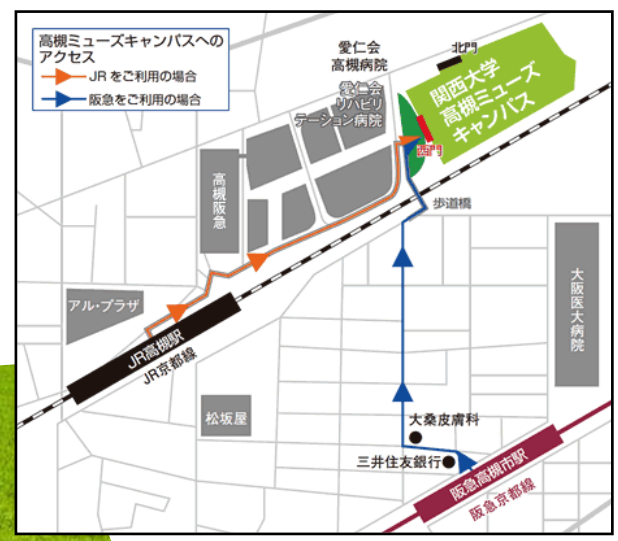 高槻ミューズキャンパスへの
アクセス
JRをご利用の場合
阪急をご利用の場合
愛仁会
高槻病院
北門
関西大学
高槻ミューズ
キャンパス
愛仁会
リハビリ
テーション病院
西門
高槻阪急
歩道橋
アル・プラザ
大阪医大病院
JR高槻駅
JR京都線
松坂屋
大桑皮膚科
三井住友銀行
阪急高槻市駅
阪急京都線